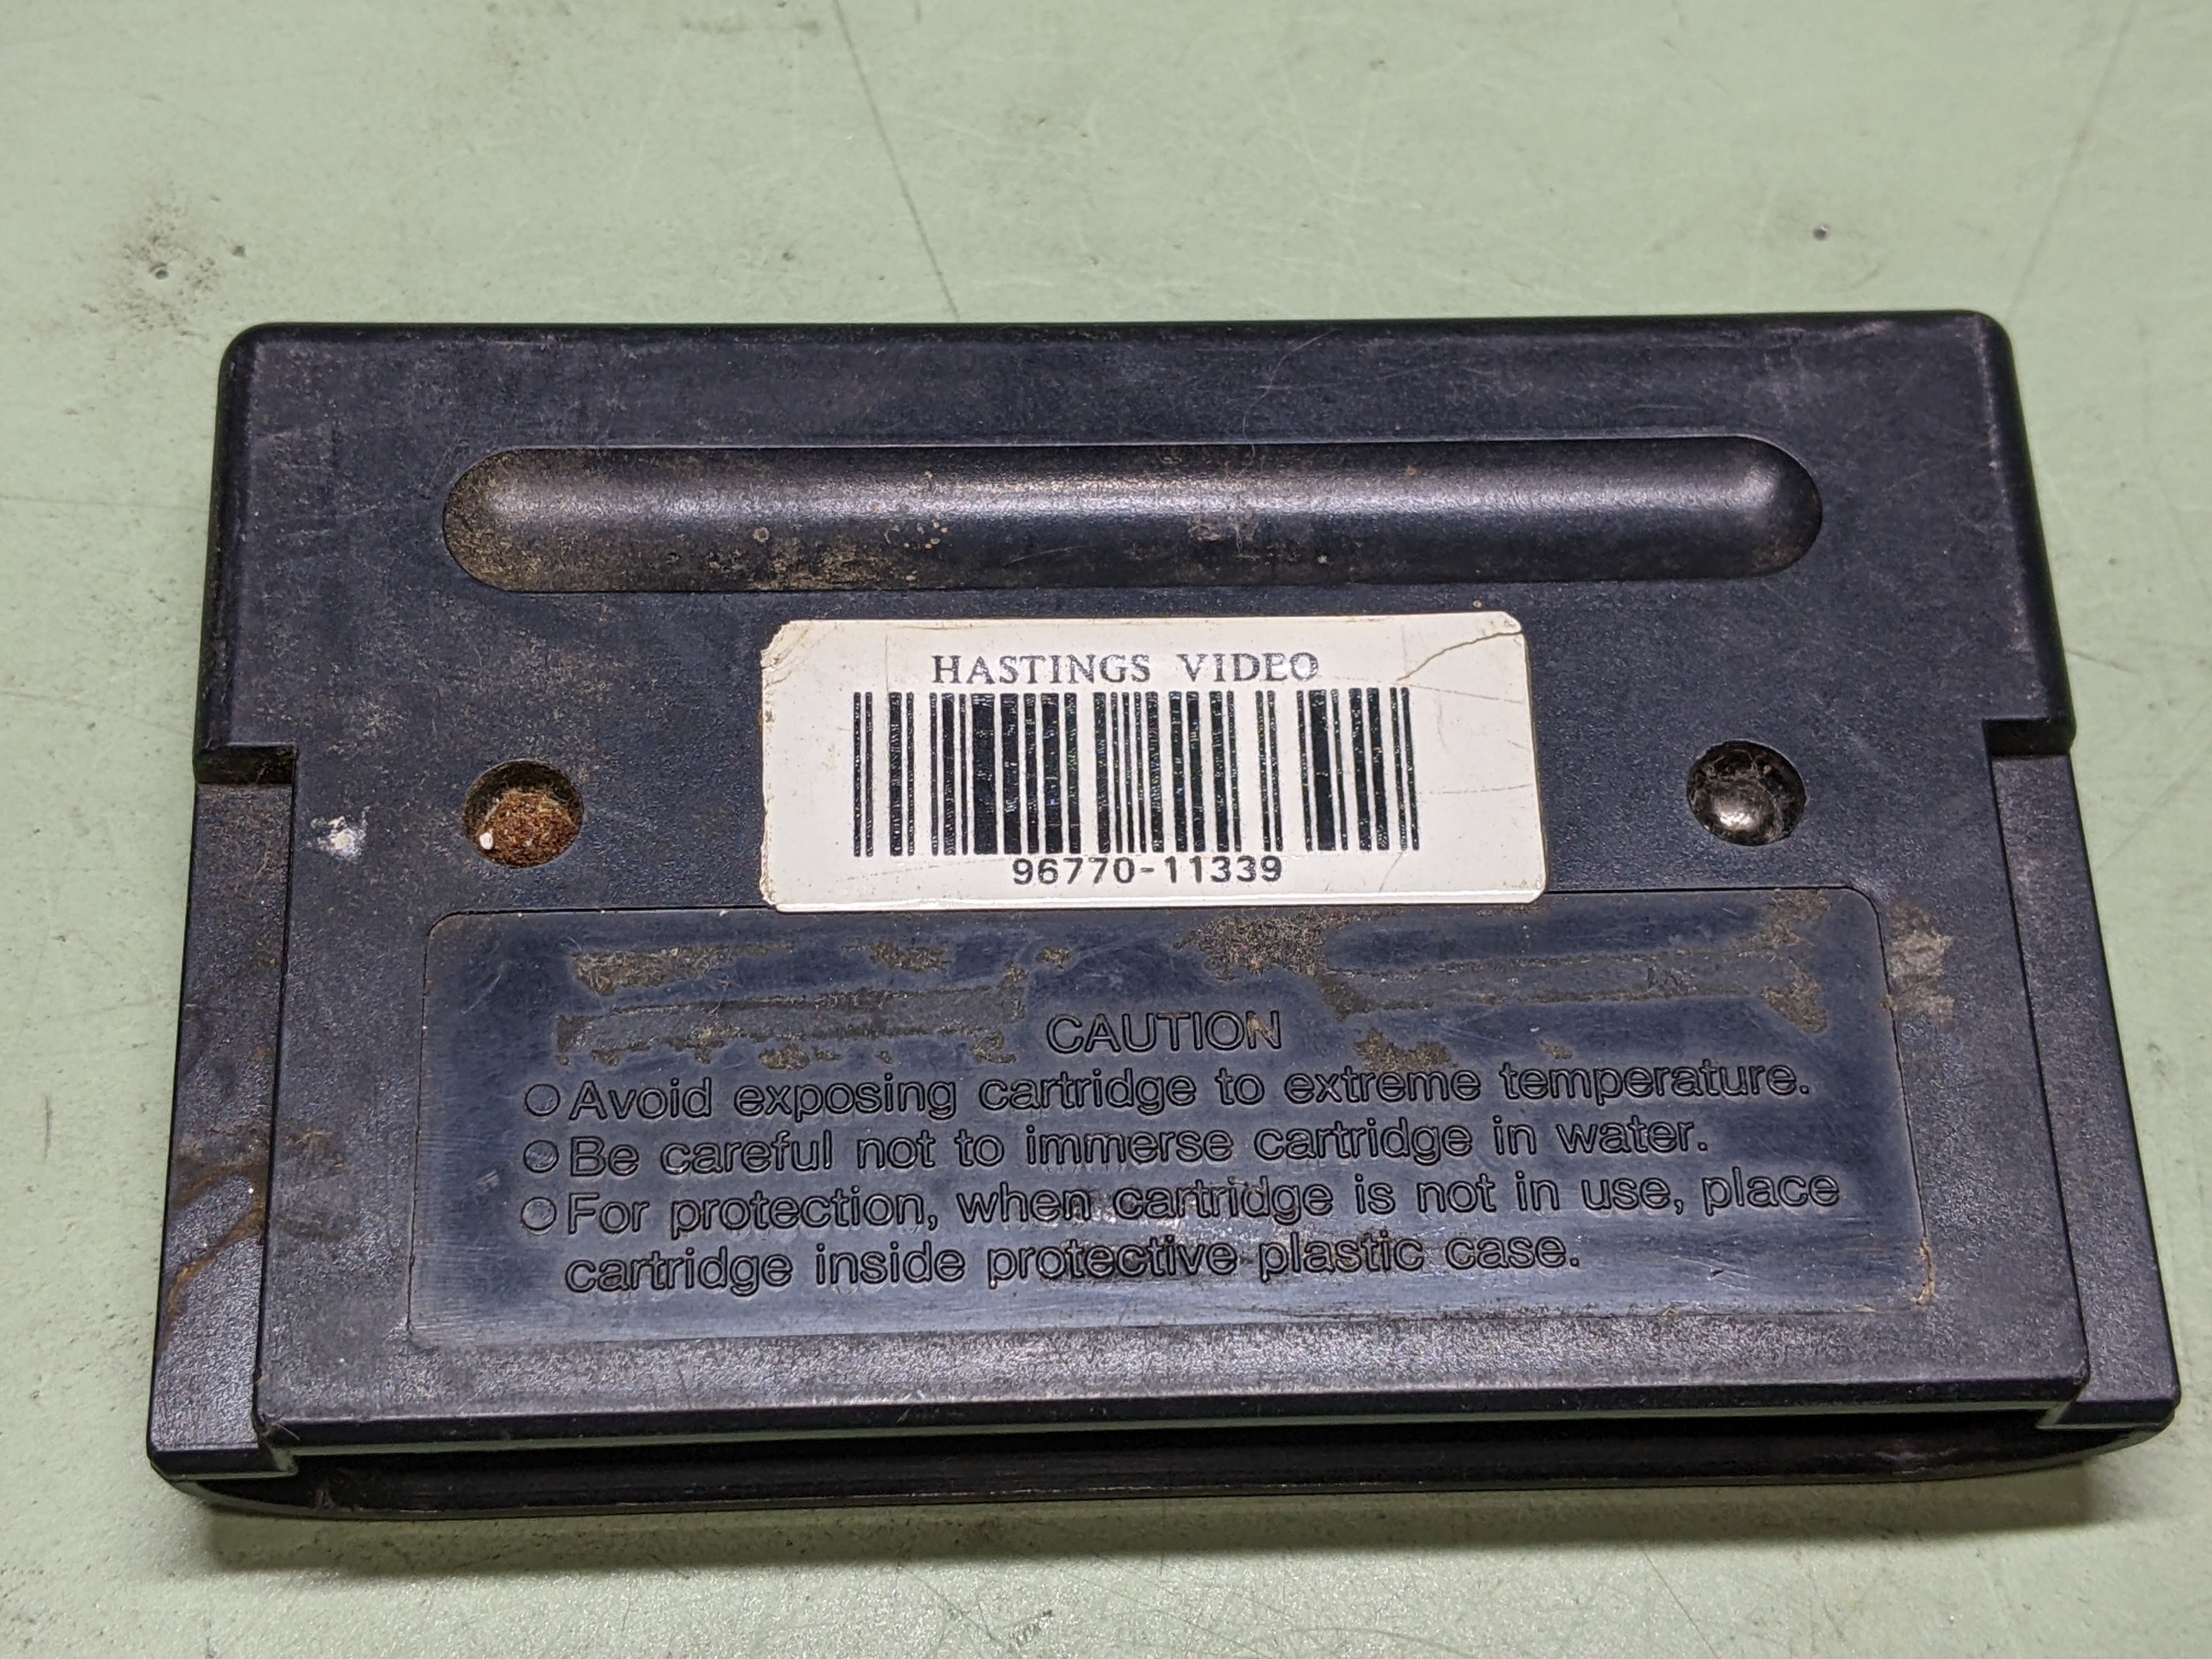 HASTINGS VIDEO
96770-11339
CAUTION
○Avoid exposing cartridge to extreme temperature.
○Be careful not to immerse cartridge in water.
○For protection, when cartridge is not in use, place
cartridge inside protective plastic case.